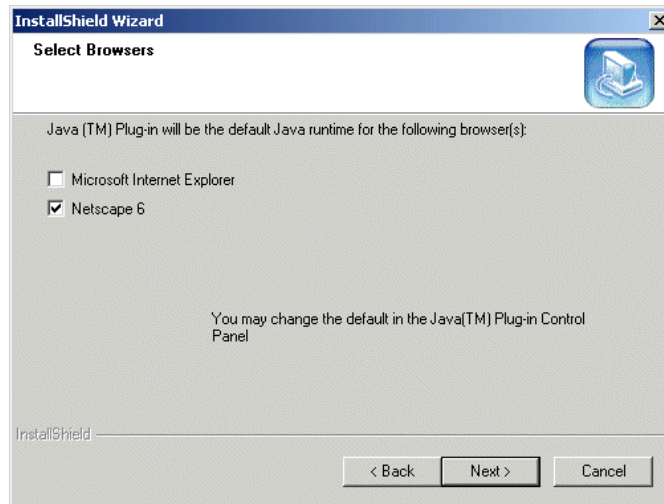 InstallShield Wizard
Select Browsers
Java (TM) Plug-in will be the default Java runtime for the following browser(s):
Microsoft Internet Explorer
Netscape 6
You may change the default in the Java(TM) Plug-in Control
Panel
InstallShield
< Back Next > Cancel